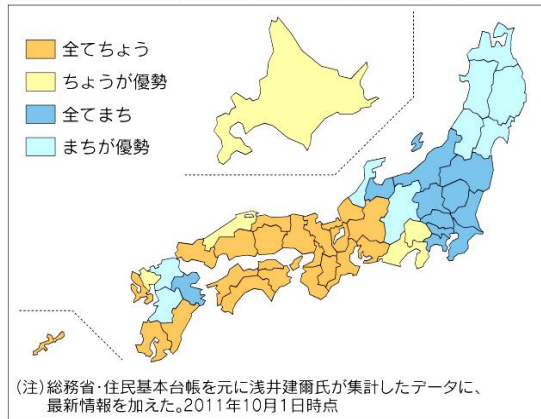 全てちょう
ちょうが優勢
全てまち
まちが優勢
(注)総務省・住民基本台帳を元に浅井建爾氏が集計したデータに、
最新情報を加えた。2011年10月1日時点